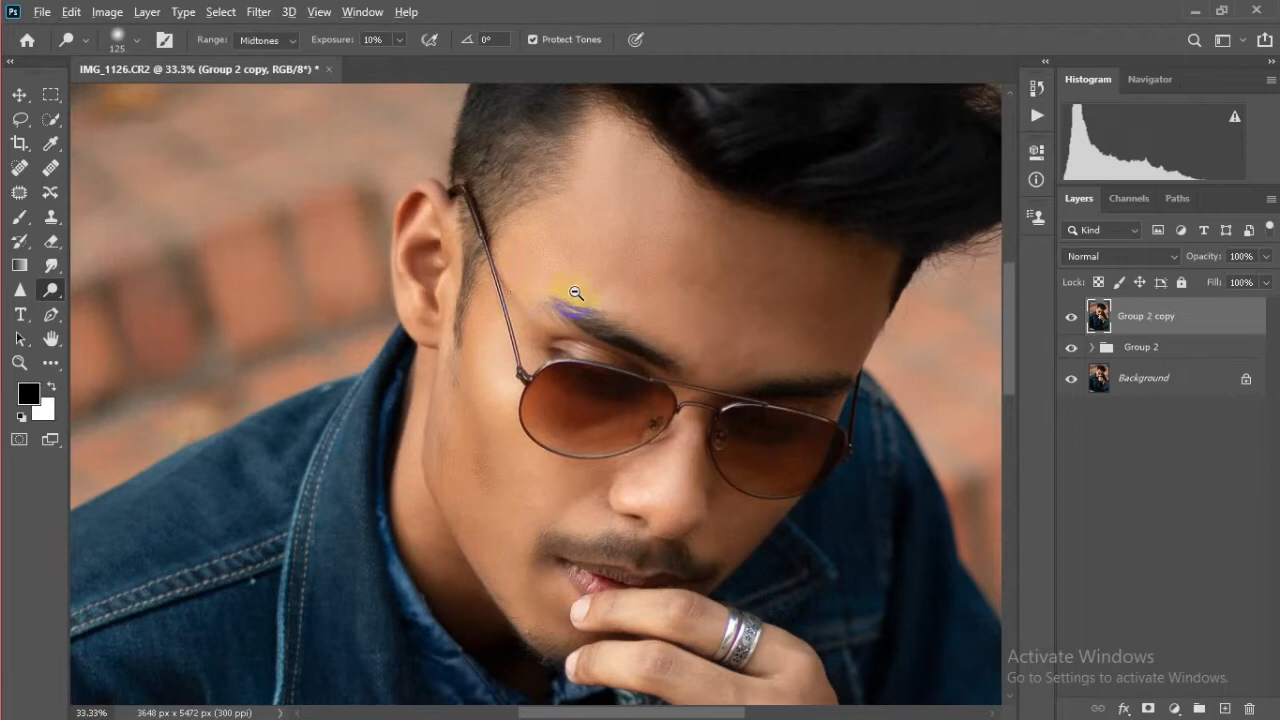 Ps File Edit Image Layer Type Select Filter 3D View Window Help
125 Range: Midtones Exposure: 10% 0° Protect Tones
IMG_1126.CR2 @ 33.3% (Group 2 copy, RGB/8*) * ×
Histogram Navigator
Layers Channels Paths
Kind
Normal Opacity: 100%
Lock: Fill: 100%
Group 2 copy
Group 2
Background
Activate Windows
Go to Settings to activate Windows.
33.33% 3648 px x 5472 px (300 ppi)